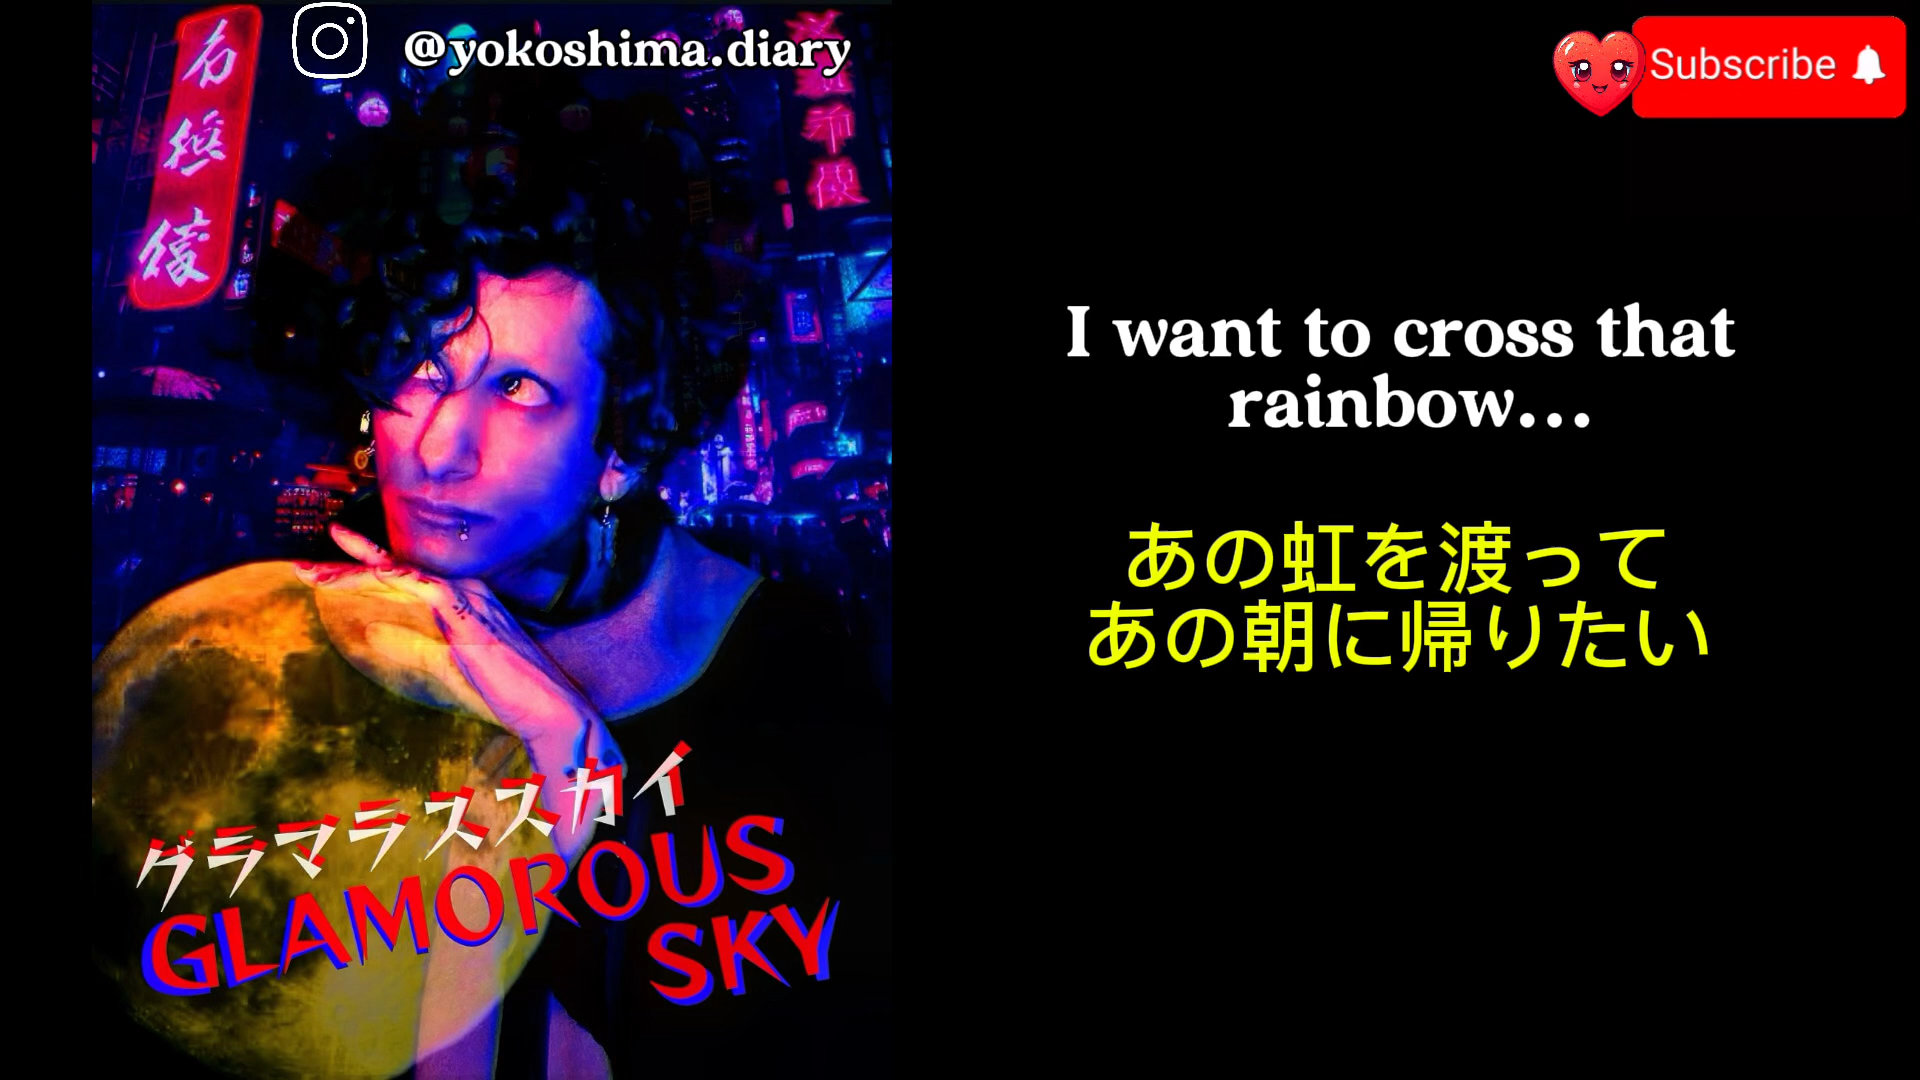 @yokoshima.diary
Subscribe
I want to cross that
rainbow...
あの虹を渡って
あの朝に帰りたい
グラマラススカイ
GLAMOROUS
SKY